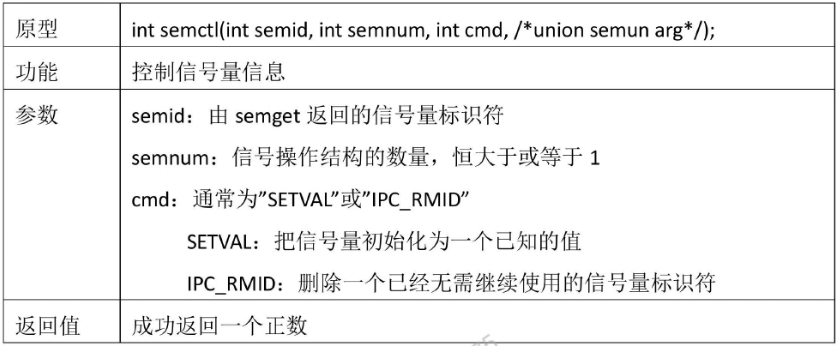 原型 int semctl(int semid, int semnum, int cmd, /*union semun arg*/);
功能 控制信号量信息
参数 semid：由 semget 返回的信号量标识符
semnum：信号操作结构的数量，恒大于或等于 1
cmd：通常为”SETVAL”或”IPC_RMID”
SETVAL：把信号量初始化为一个已知的值
IPC_RMID：删除一个已经无需继续使用的信号量标识符
返回值 成功返回一个正数